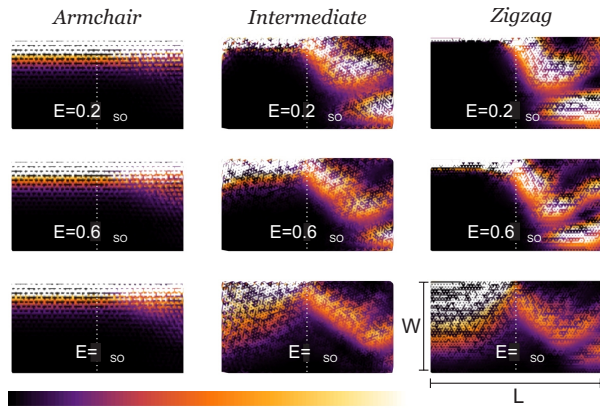 Armchair Intermediate Zigzag
E=0.2 SO E=0.2 SO E=0.2 SO
E=0.6 SO E=0.6 SO E=0.6 SO
E= SO E= SO E= SO
W
L